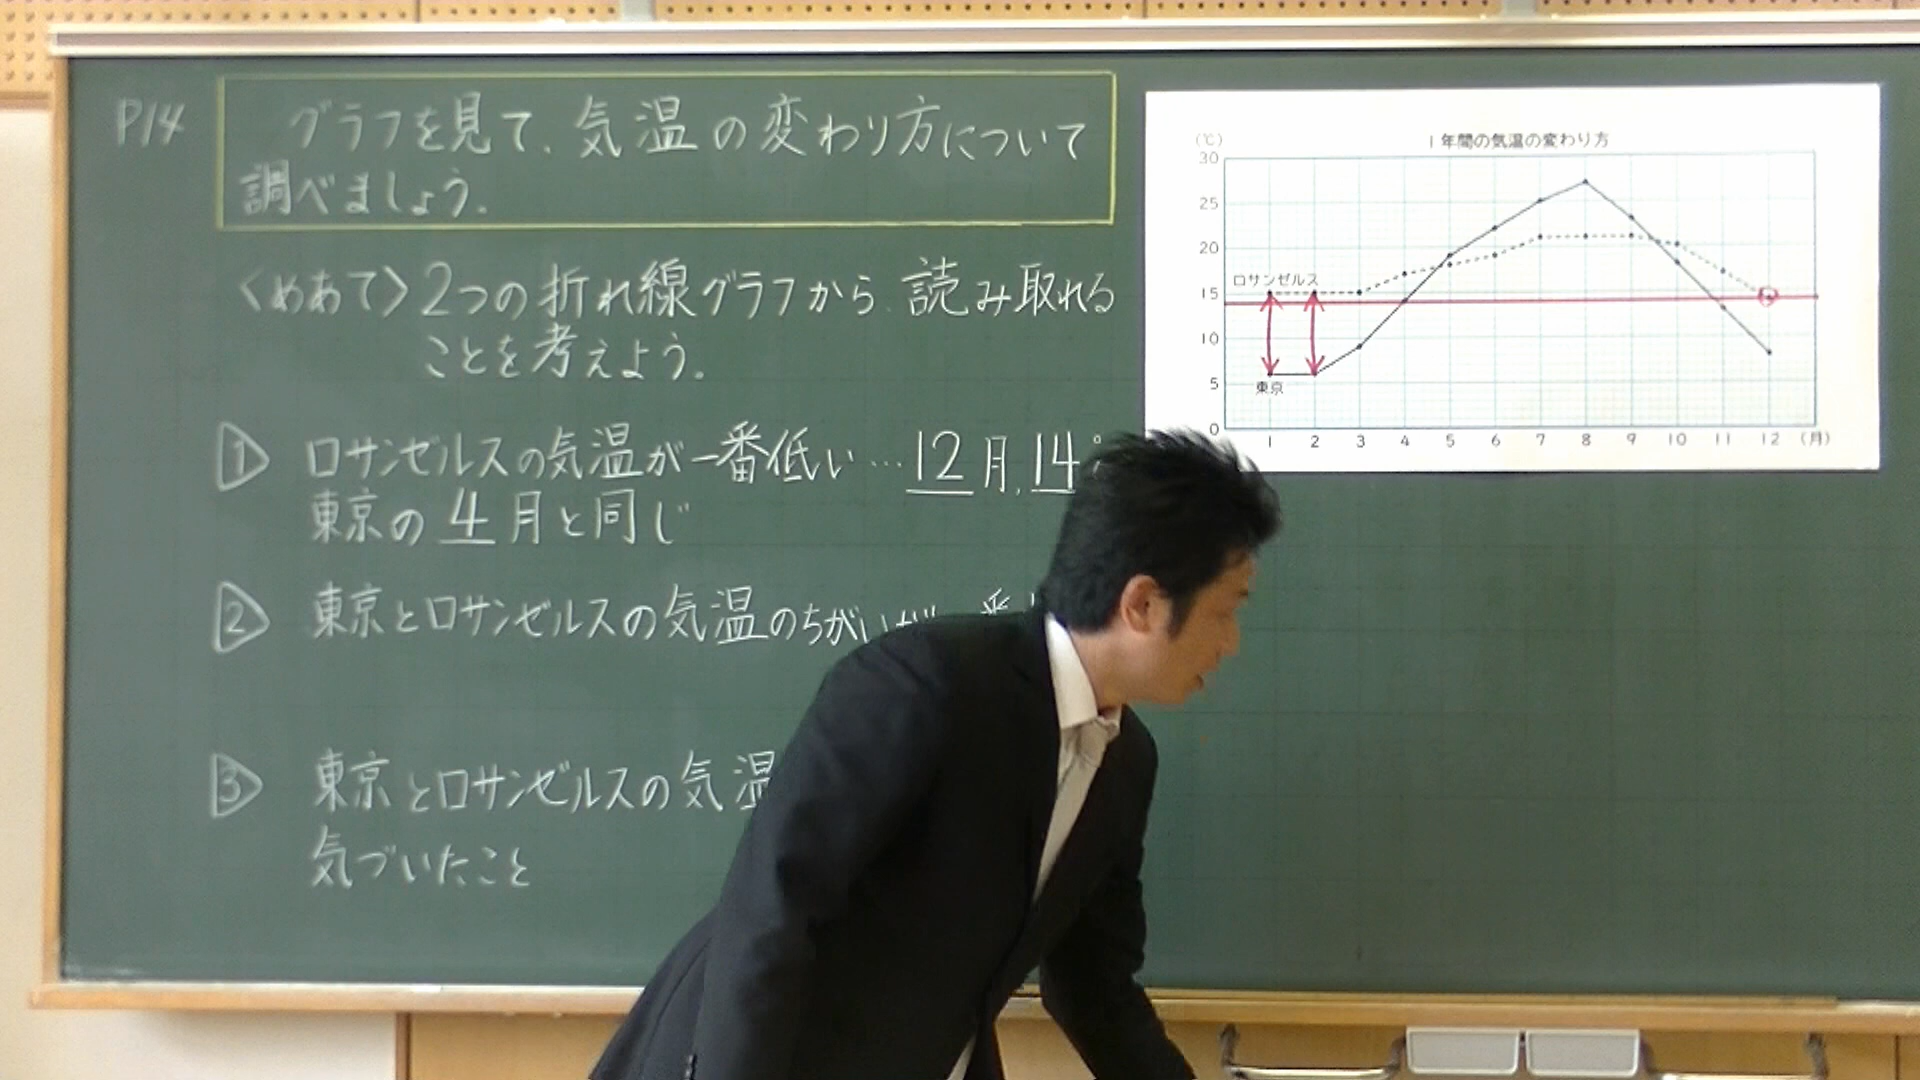 P14
グラフを見て、気温の変わり方について
調べましょう。
<めあて>2つの折れ線グラフから、読み取れる
ことを考えよう。
① ロサンゼルスの気温が一番低い…12月,14°
東京の4月と同じ
② 東京とロサンゼルスの気温のちがいが一番
③ 東京とロサンゼルスの気温
気づいたこと
1年間の気温の変わり方
(℃)
30
25
20
15
10
5
0
ロサンゼルス
東京
1 2 3 4 5 6 7 8 9 10 11 12 (月)